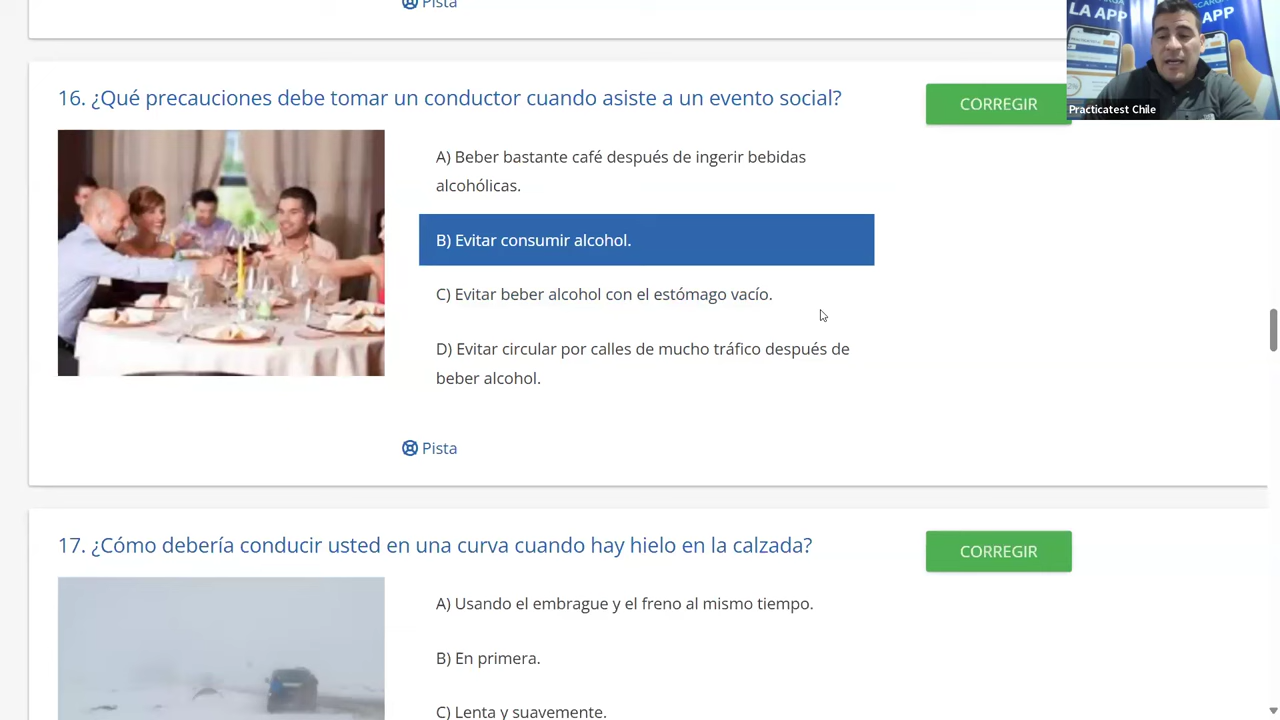 Pista
LA APP
APP
Practicatest Chile
16. ¿Qué precauciones debe tomar un conductor cuando asiste a un evento social?
CORREGIR
A) Beber bastante café después de ingerir bebidas
alcohólicas.
B) Evitar consumir alcohol.
C) Evitar beber alcohol con el estómago vacío.
D) Evitar circular por calles de mucho tráfico después de
beber alcohol.
Pista
17. ¿Cómo debería conducir usted en una curva cuando hay hielo en la calzada?
CORREGIR
A) Usando el embrague y el freno al mismo tiempo.
B) En primera.
C) Lenta y suavemente.